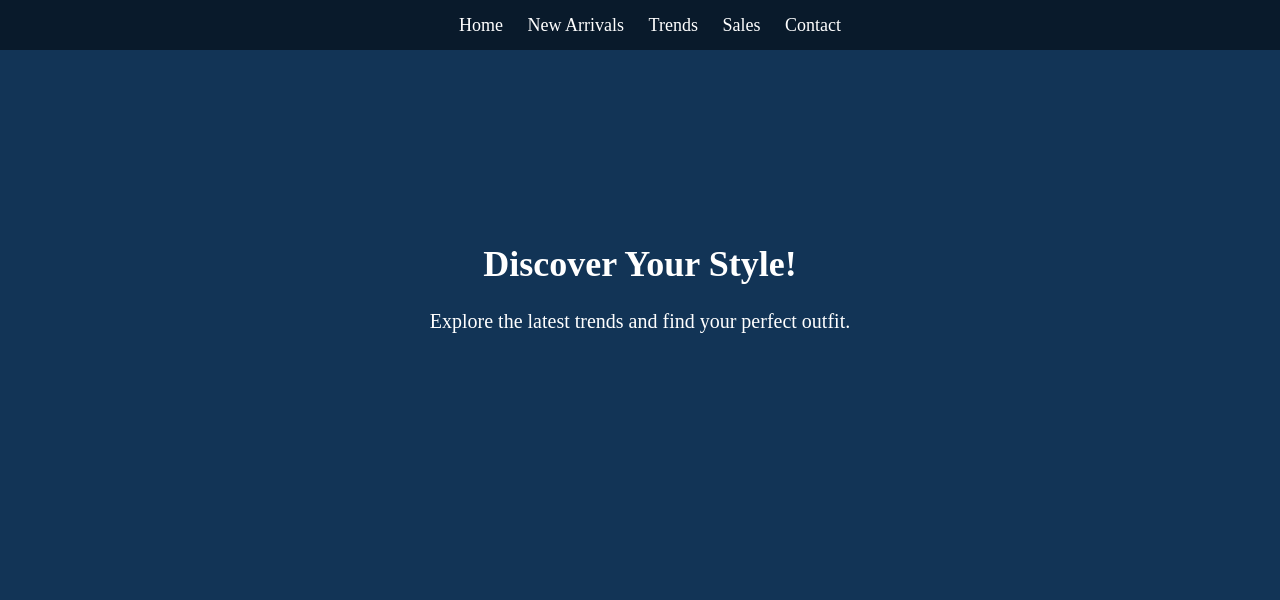 Home New Arrivals Trends Sales Contact
Discover Your Style!
Explore the latest trends and find your perfect outfit.